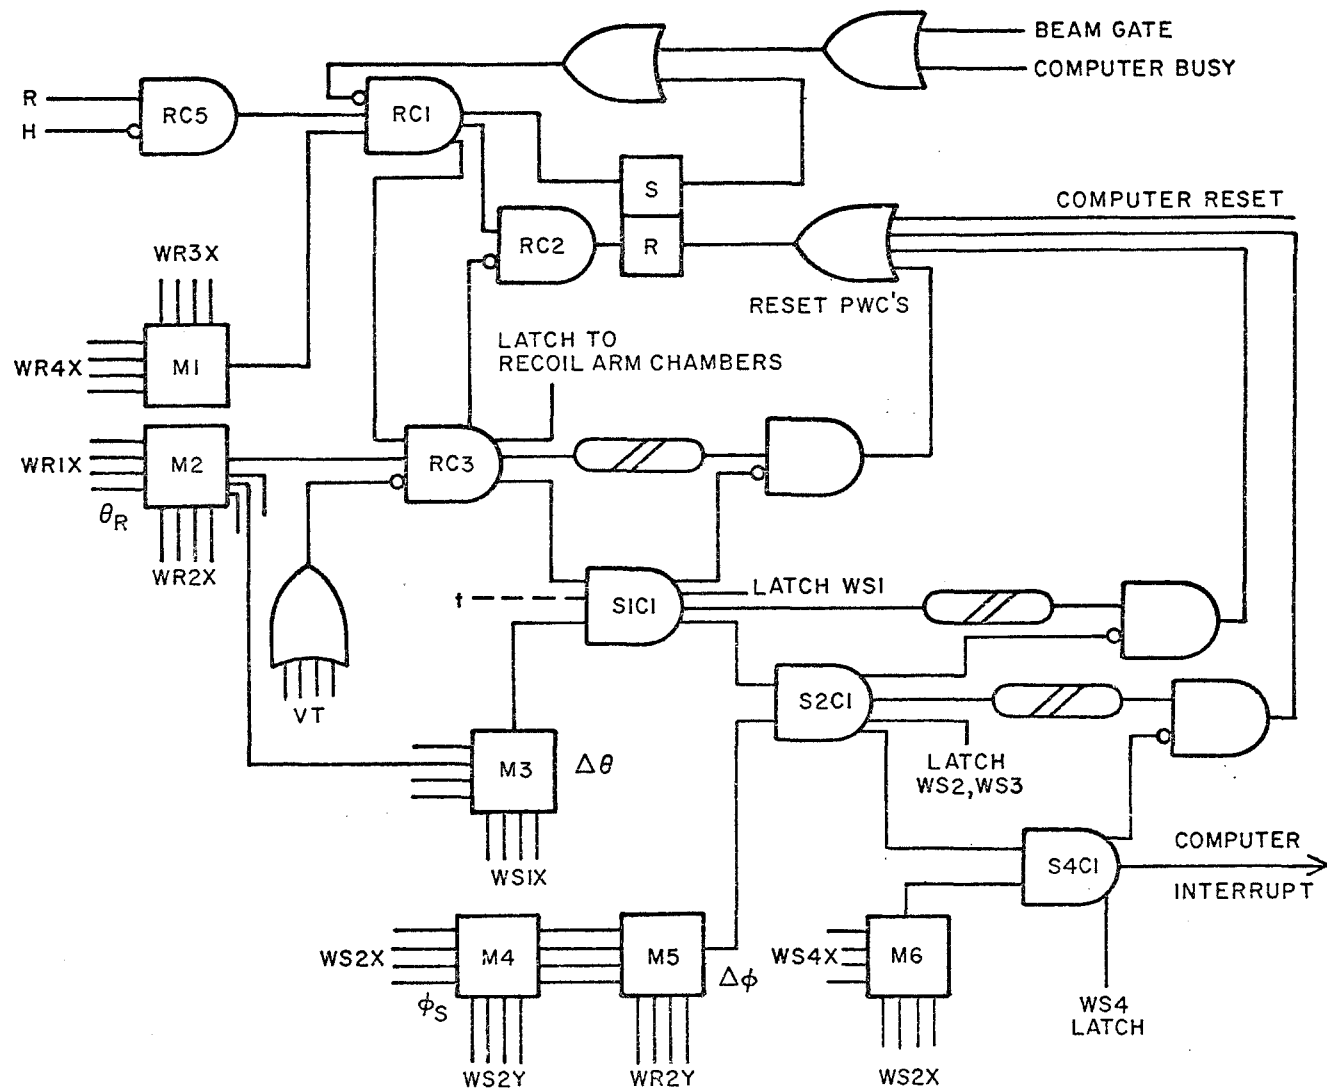 BEAM GATE
COMPUTER BUSY
R
H
RC5
RC1
S
R
RC2
COMPUTER RESET
RESET PWC'S
WR3X
WR4X
M1
LATCH TO
RECOIL ARM CHAMBERS
WR1X
M2
θR
WR2X
RC3
VT
t
S1C1
LATCH WS1
S2C1
LATCH
WS2,WS3
M3
Δθ
WS1X
S4C1
COMPUTER
INTERRUPT
WS2X
M4
ϕS
WS2Y
M5
Δϕ
WR2Y
WS4X
M6
WS2X
WS4
LATCH